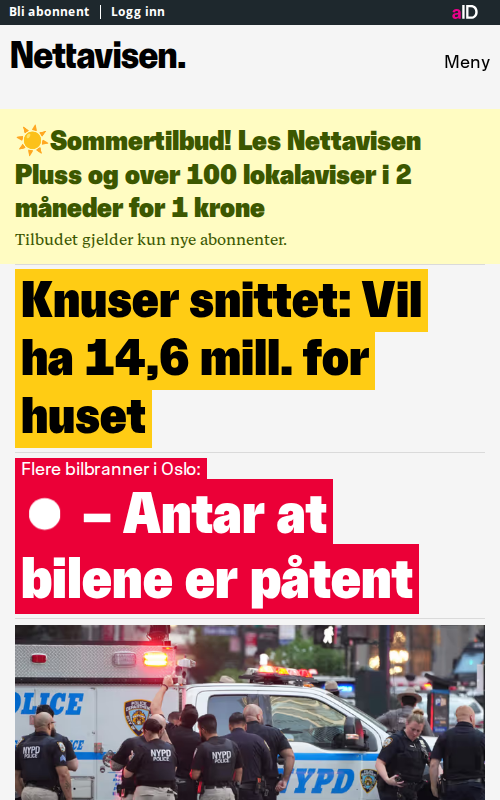 Bli abonnent | Logg inn
aID
Nettavisen.
Meny
☀️Sommertilbud! Les Nettavisen
Pluss og over 100 lokalaviser i 2
måneder for 1 krone
Tilbudet gjelder kun nye abonnenter.
Knuser snittet: Vil
ha 14,6 mill. for
huset
Flere bilbranner i Oslo:
– Antar at
bilene er påtent
POLICE
NYPD
POLICE
NYPD
POLICE
NYPD
POLICE
NYPD